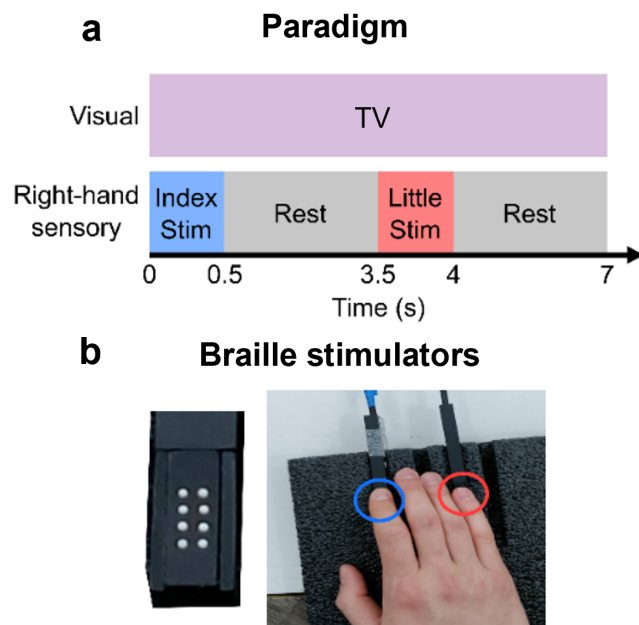 a
Paradigm
Visual
TV
Right-hand
sensory
Index
Stim
Rest
Little
Stim
Rest
0
0.5
3.5
4
7
Time (s)
b
Braille stimulators